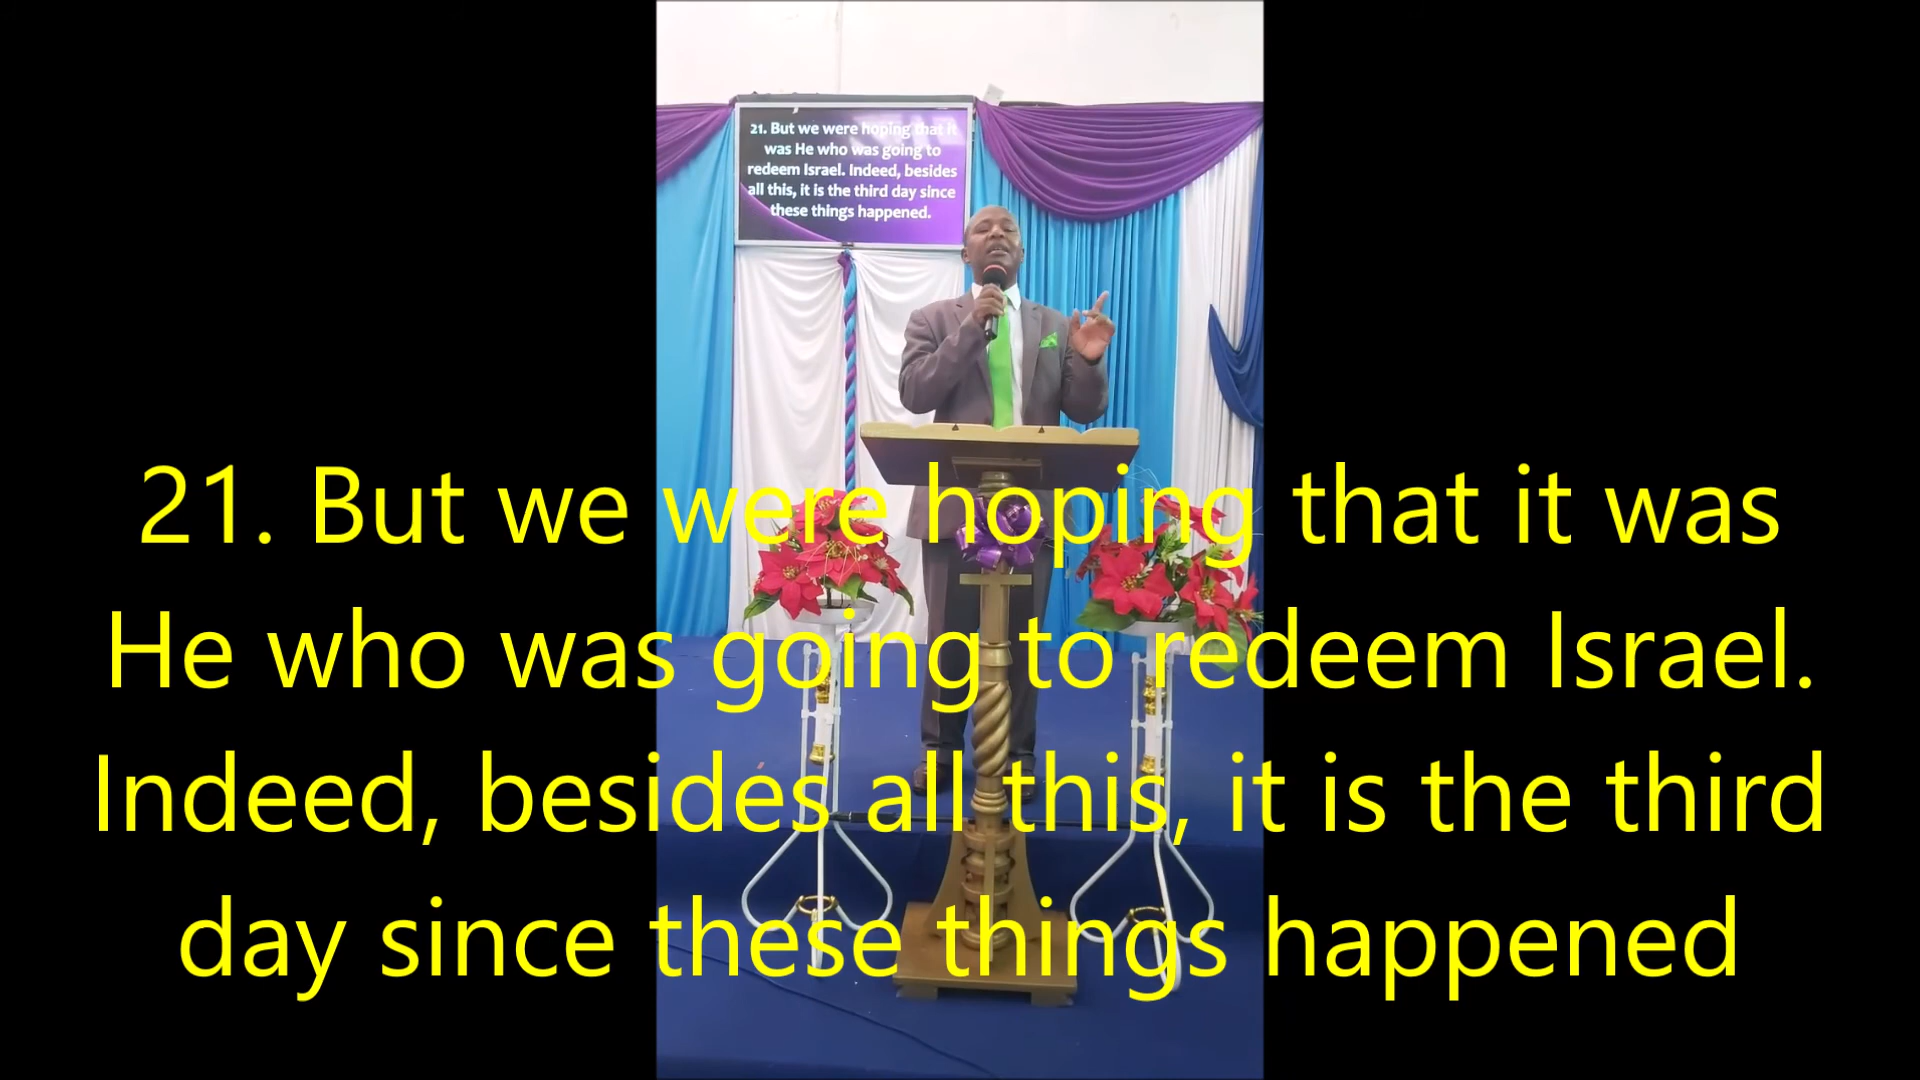 21. But we were hoping that it
was He who was going to
redeem Israel. Indeed, besides
all this, it is the third day since
these things happened.
21. But we were hoping that it was
He who was going to redeem Israel.
Indeed, besides all this, it is the third
day since these things happened